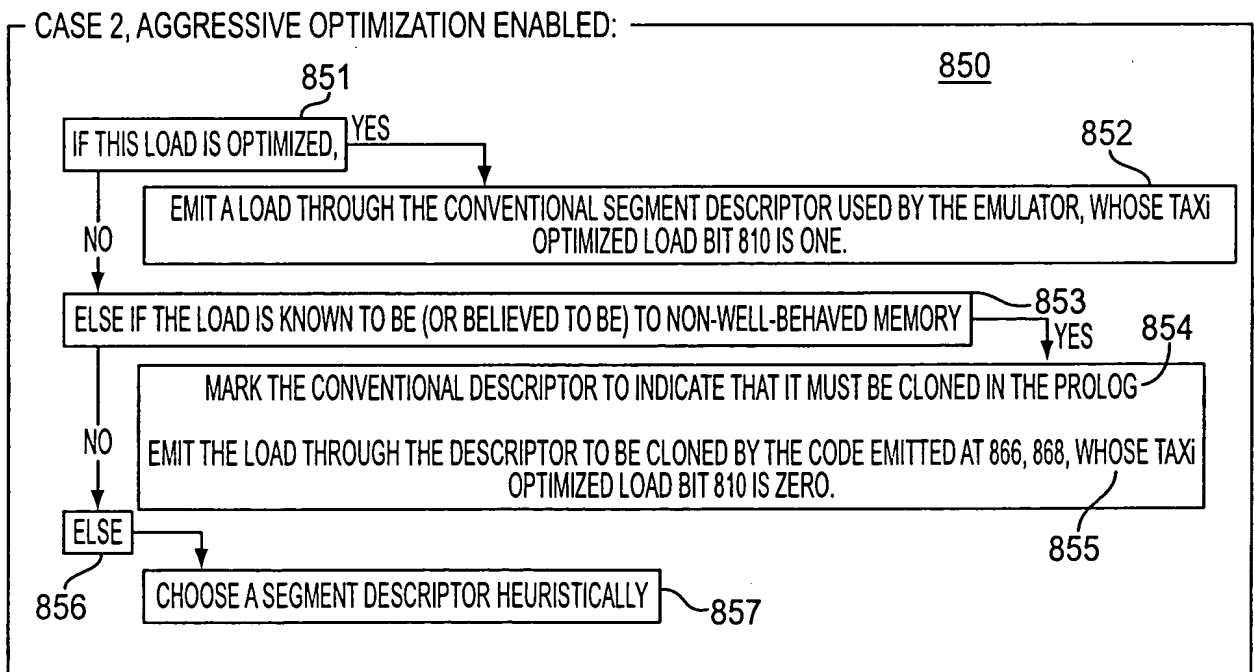 CASE 2, AGGRESSIVE OPTIMIZATION ENABLED:
850
851
IF THIS LOAD IS OPTIMIZED,
YES
852
EMIT A LOAD THROUGH THE CONVENTIONAL SEGMENT DESCRIPTOR USED BY THE EMULATOR, WHOSE TAXi
OPTIMIZED LOAD BIT 810 IS ONE.
NO
853
ELSE IF THE LOAD IS KNOWN TO BE (OR BELIEVED TO BE) TO NON-WELL-BEHAVED MEMORY
YES
854
MARK THE CONVENTIONAL DESCRIPTOR TO INDICATE THAT IT MUST BE CLONED IN THE PROLOG
NO
EMIT THE LOAD THROUGH THE DESCRIPTOR TO BE CLONED BY THE CODE EMITTED AT 866, 868, WHOSE TAXi
OPTIMIZED LOAD BIT 810 IS ZERO.
855
ELSE
856
CHOOSE A SEGMENT DESCRIPTOR HEURISTICALLY
857